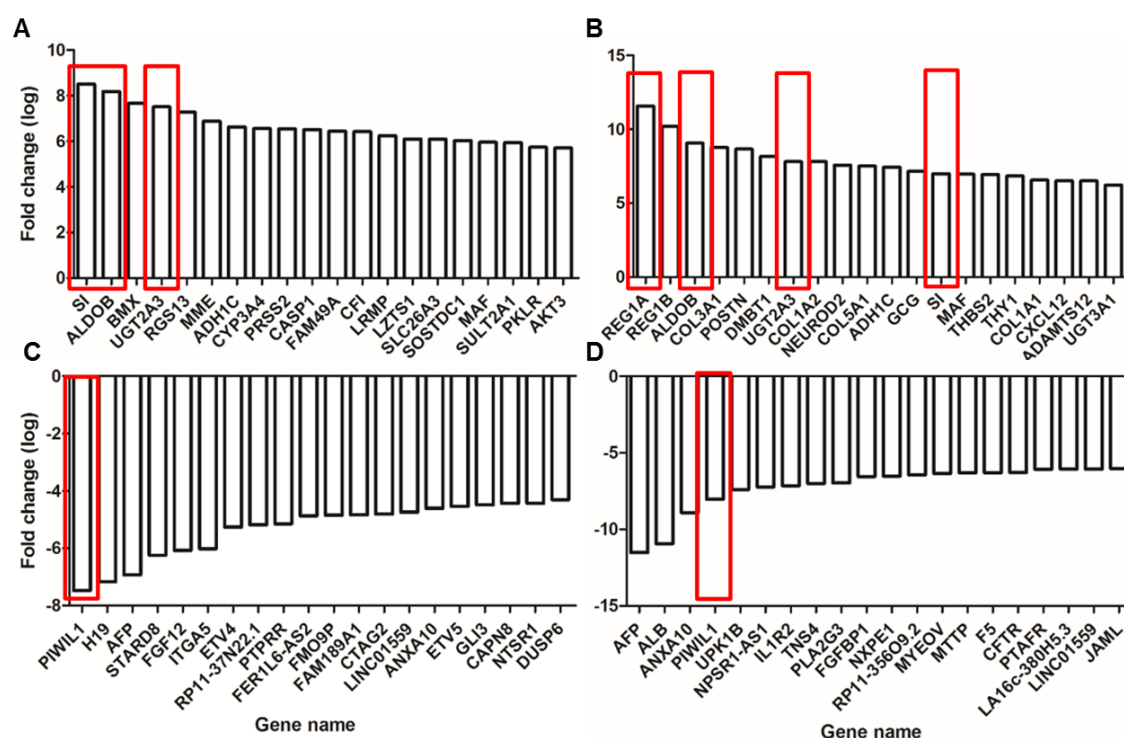 A
Fold change (log)
10
8
6
4
2
0
SI
ALDOB
BMX
UGT2A3
RGS13
MME
ADH1C
CYP3A4
PRSS2
CASP1
FAM49A
CFI
LRMP
LZTS1
SLC26A3
SOSTDC1
MAF
SULT2A1
PKLR
AKT3
B
15
10
5
0
REG1A
REG1B
ALDOB
COL3A1
POSTN
DMBT1
UGT2A3
COL1A2
NEUROD2
COL5A1
ADH1C
GCG
SI
MAF
THBS2
THY1
COL1A1
CXCL12
ADAMTS12
UGT3A1
C
Fold change (log)
0
-2
-4
-6
-8
PIWIL1
H19
AFP
STARD8
FGF12
ITGA5
ETV4
RP11-37N22.1
PTPRR
FER1L6-AS2
FMO9P
FAM189A1
CTAG2
LINC01559
ANXA10
ETV5
GLI3
CAPN8
NTSR1
DUSP6
Gene name
D
0
-5
-10
-15
AFP
ALB
ANXA10
PIWIL1
UPK1B
NPSR1-AS1
IL1R2
TNS4
PLA2G3
FGFBP1
NXPE1
RP11-356O9.2
MYEOV
MTTP
F5
CFTR
PTAFR
LA16c-380H5.3
LINC01559
JAML
Gene name